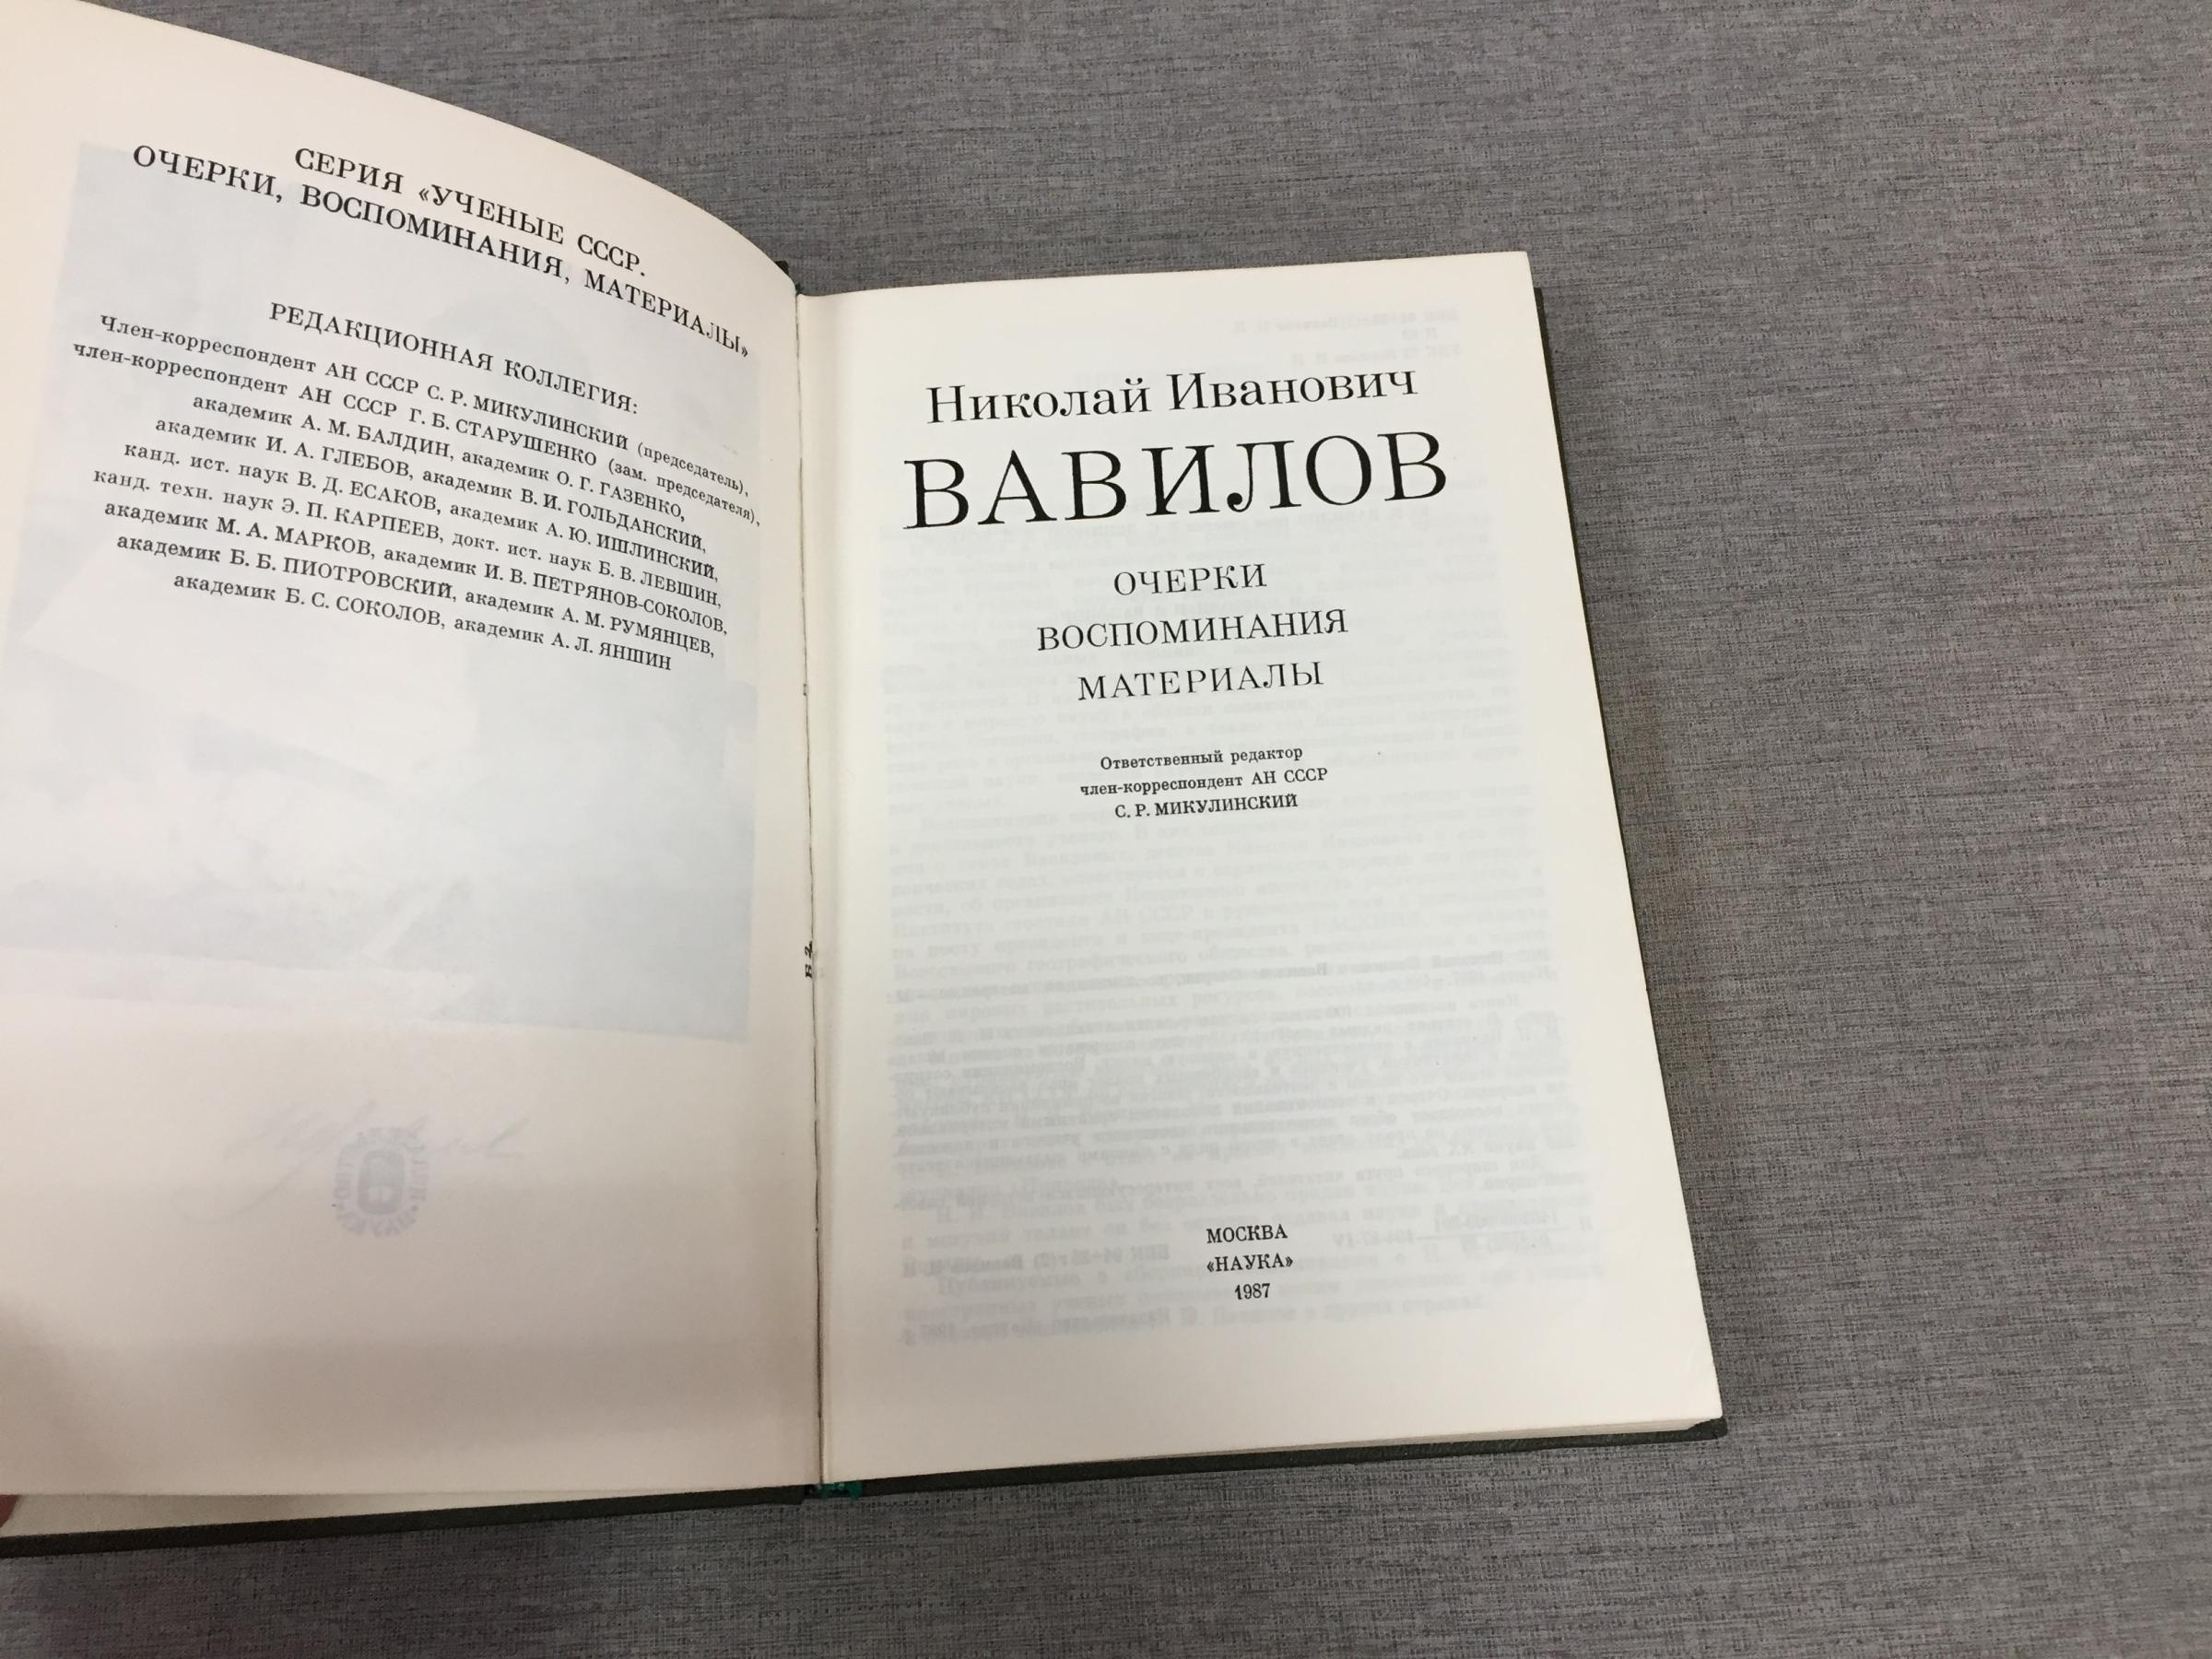 СЕРИЯ «УЧЕНЫЕ СССР.
ОЧЕРКИ, ВОСПОМИНАНИЯ, МАТЕРИАЛЫ»
РЕДАКЦИОННАЯ КОЛЛЕГИЯ:
Член-корреспондент АН СССР С. Р. МИКУЛИНСКИЙ (председатель),
член-корреспондент АН СССР Г. Б. СТАРУШЕНКО (зам. председателя),
академик А. М. БАЛДИН, академик О. Г. ГАЗЕНКО,
академик И. А. ГЛЕБОВ, академик В. И. ГОЛЬДАНСКИЙ,
канд. ист. наук В. Д. ЕСАКОВ, академик А. Ю. ИШЛИНСКИЙ,
канд. техн. наук Э. П. КАРПЕЕВ, докт. ист. наук Б. В. ЛЕВШИН,
академик М. А. МАРКОВ, академик И. В. ПЕТРЯНОВ-СОКОЛОВ,
академик Б. Б. ПИОТРОВСКИЙ, академик А. М. РУМЯНЦЕВ,
академик Б. С. СОКОЛОВ, академик А. Л. ЯНШИН
Николай Иванович
ВАВИЛОВ
ОЧЕРКИ
ВОСПОМИНАНИЯ
МАТЕРИАЛЫ
Ответственный редактор
член-корреспондент АН СССР
С. Р. МИКУЛИНСКИЙ
МОСКВА
«НАУКА»
1987